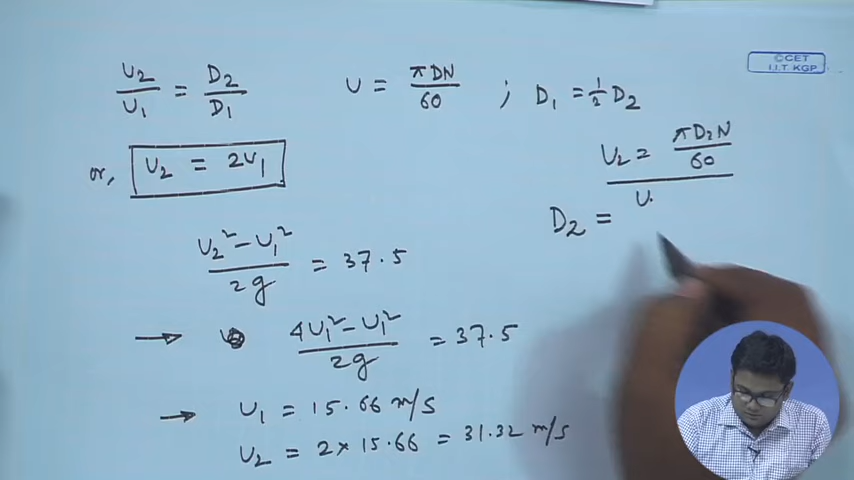 ©CET
I.I.T. KGP
U₂/U₁ = D₂/D₁   U = πDN/60 ; D₁ = ½ D₂
or, U₂ = 2U₁
U₂ = πD₂N/60
D₂ = U
(U₂² - U₁²)/2g = 37.5
→ (4U₁² - U₁²)/2g = 37.5
→ U₁ = 15.66 m/s
U₂ = 2 × 15.66 = 31.32 m/s